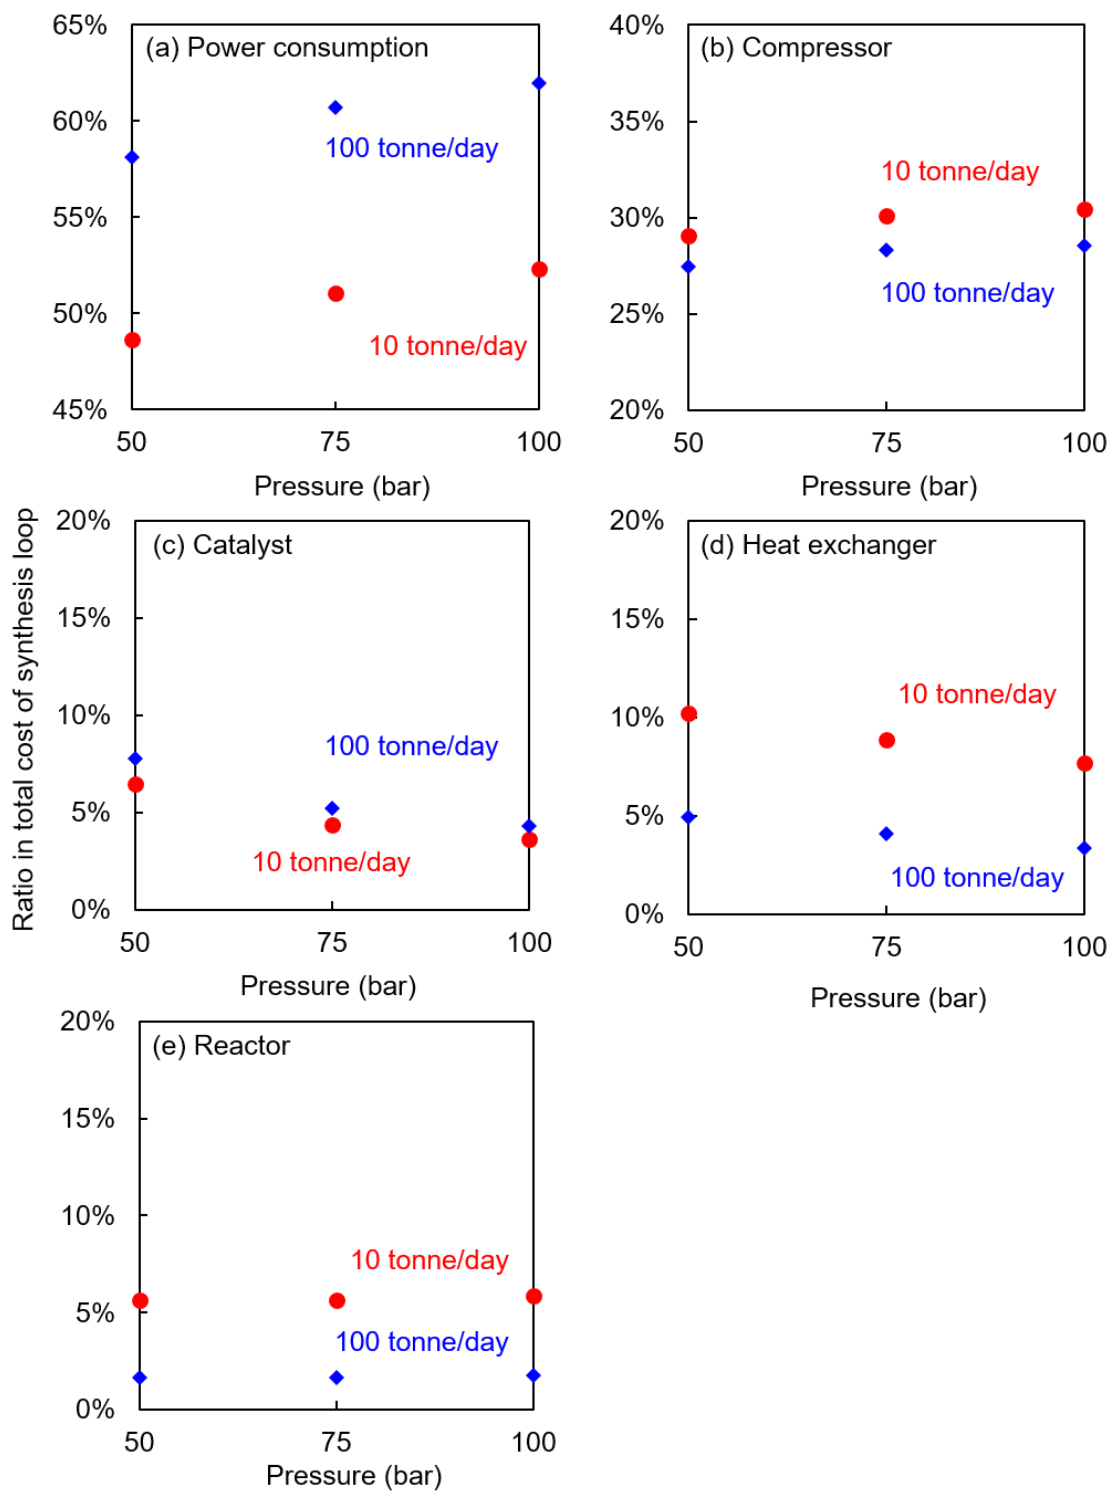 Ratio in total cost of synthesis loop
(a) Power consumption
65%
60%
55%
50%
45%
100 tonne/day
10 tonne/day
50 75 100
Pressure (bar)
(b) Compressor
40%
35%
30%
25%
20%
10 tonne/day
100 tonne/day
50 75 100
Pressure (bar)
(c) Catalyst
20%
15%
10%
5%
0%
100 tonne/day
10 tonne/day
50 75 100
Pressure (bar)
(d) Heat exchanger
20%
15%
10%
5%
0%
10 tonne/day
100 tonne/day
50 75 100
Pressure (bar)
(e) Reactor
20%
15%
10%
5%
0%
10 tonne/day
100 tonne/day
50 75 100
Pressure (bar)